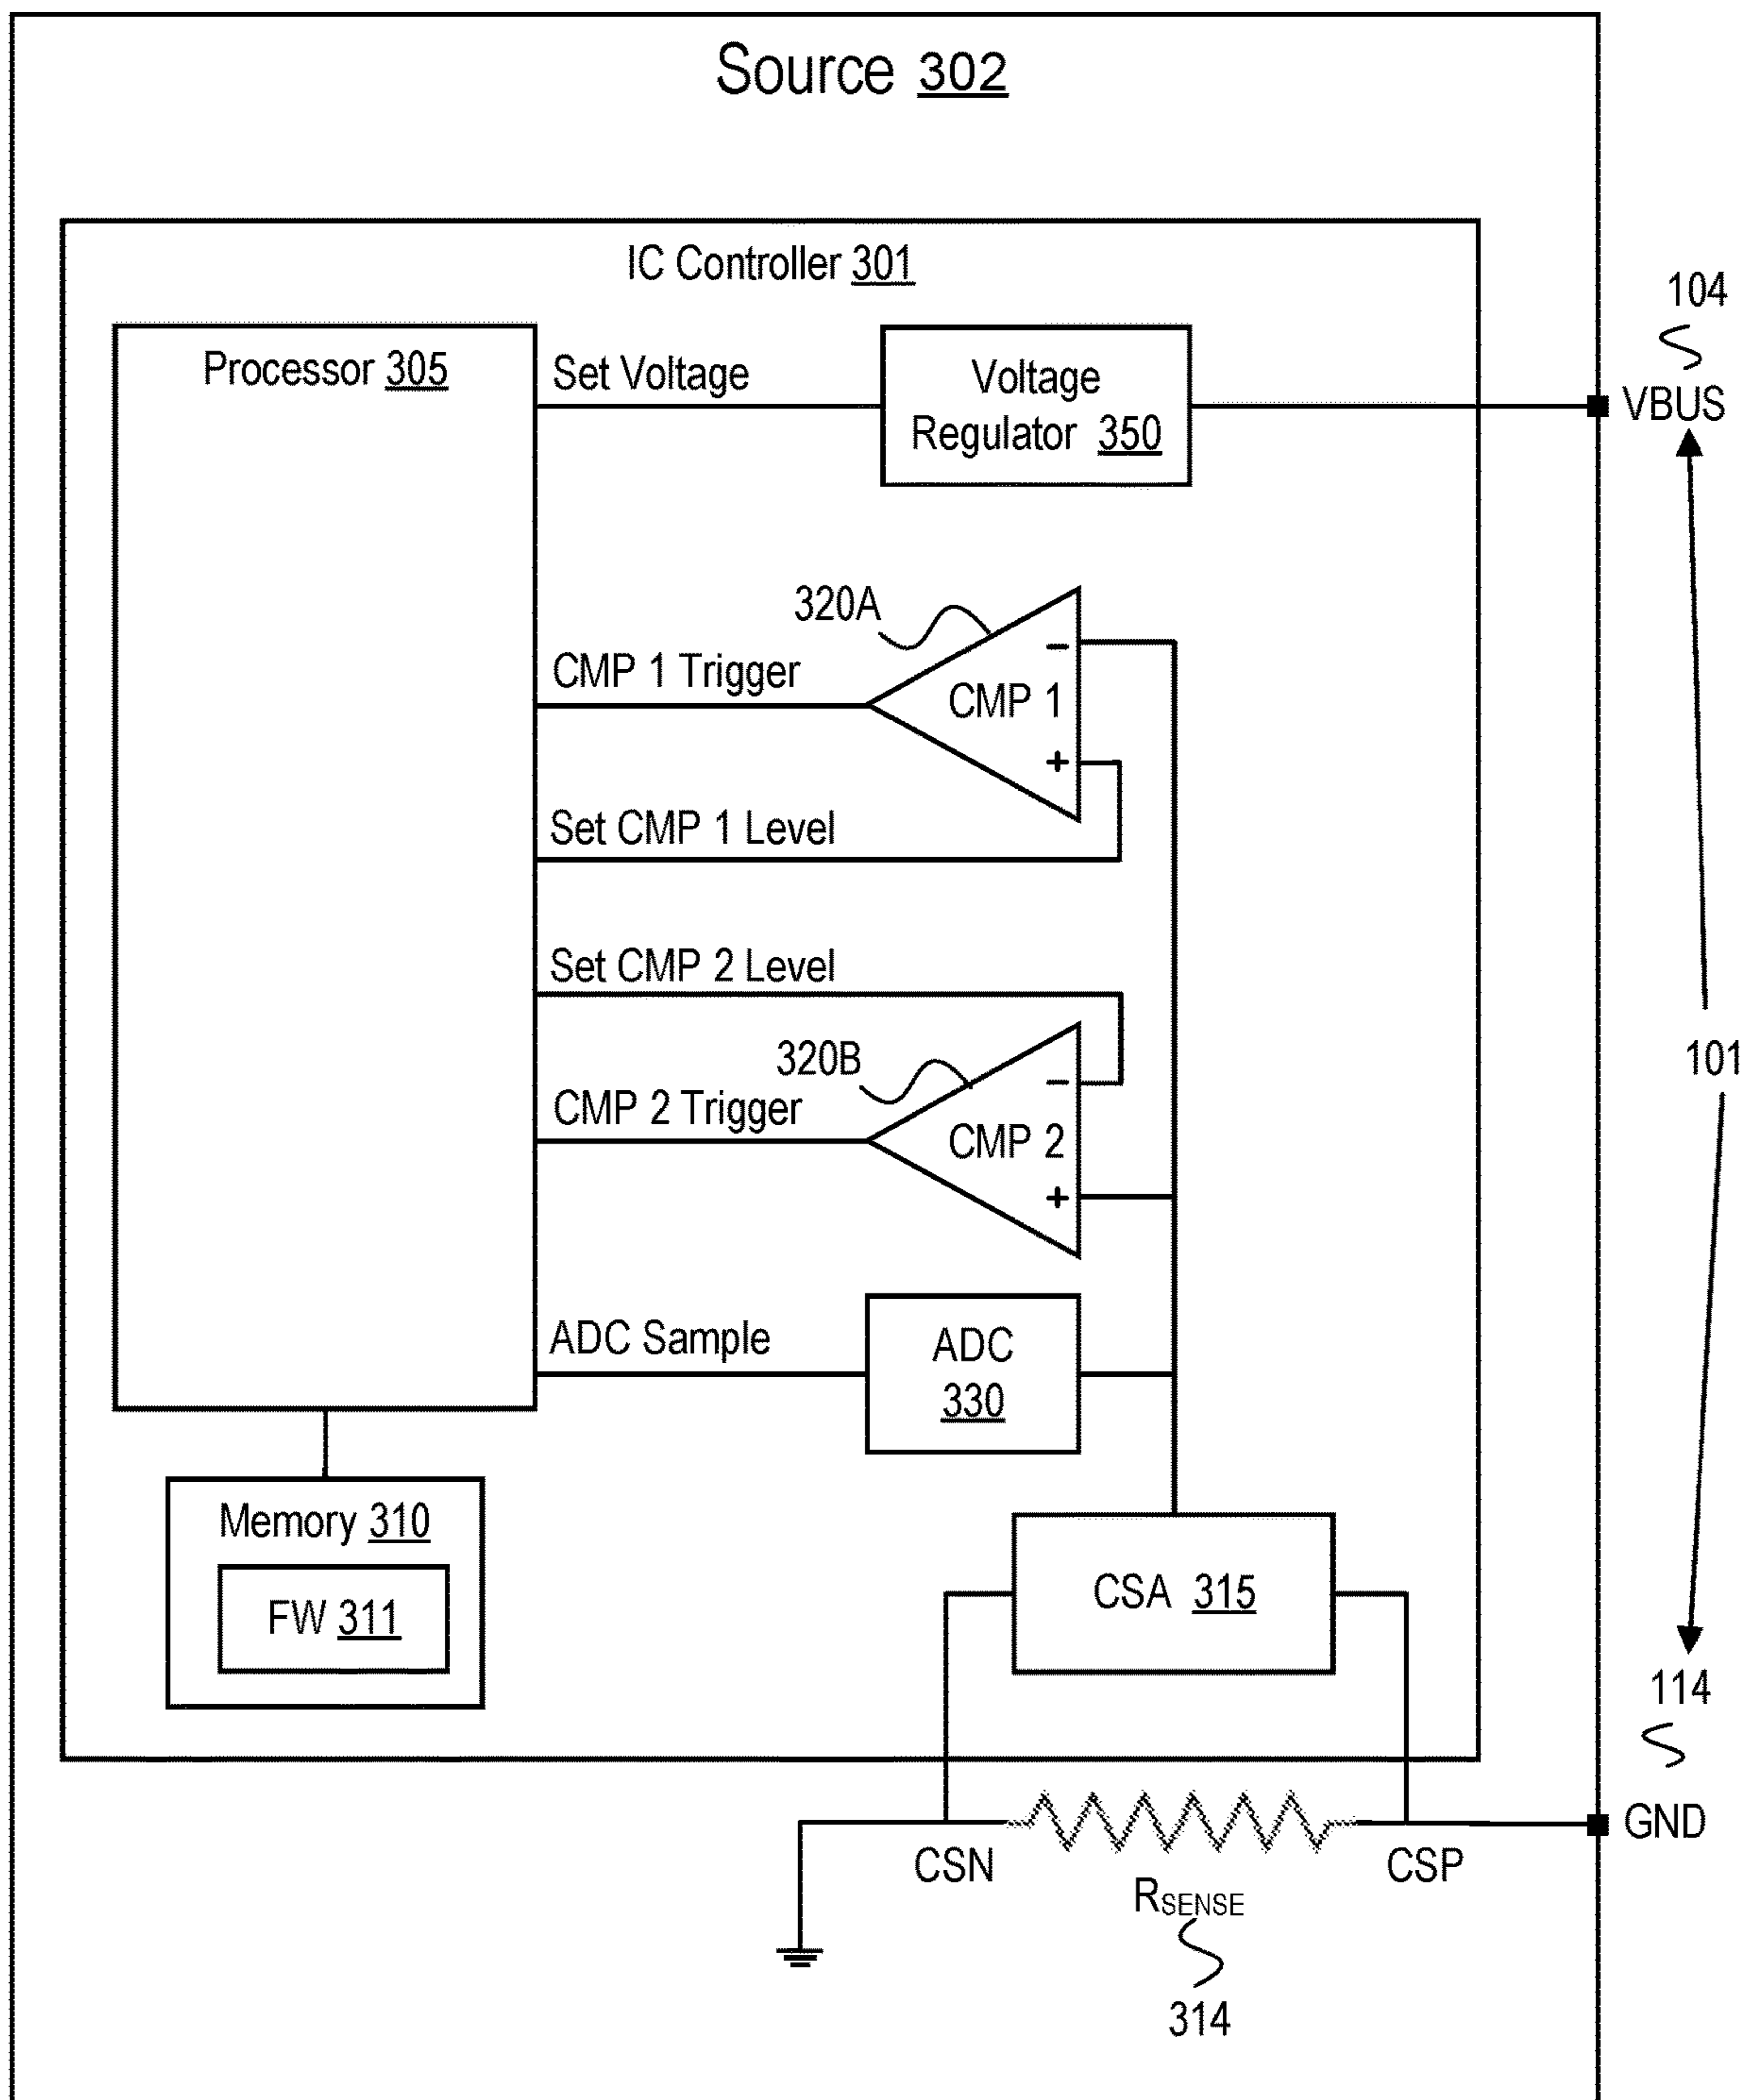 Source 302
IC Controller 301
104
Processor 305
Set Voltage
Voltage
Regulator 350
VBUS
320A
CMP 1 Trigger
−
CMP 1
+
Set CMP 1 Level
Set CMP 2 Level
320B
101
CMP 2 Trigger
−
CMP 2
+
ADC Sample
ADC
330
Memory 310
FW 311
CSA 315
114
GND
CSN
CSP
RSENSE
314